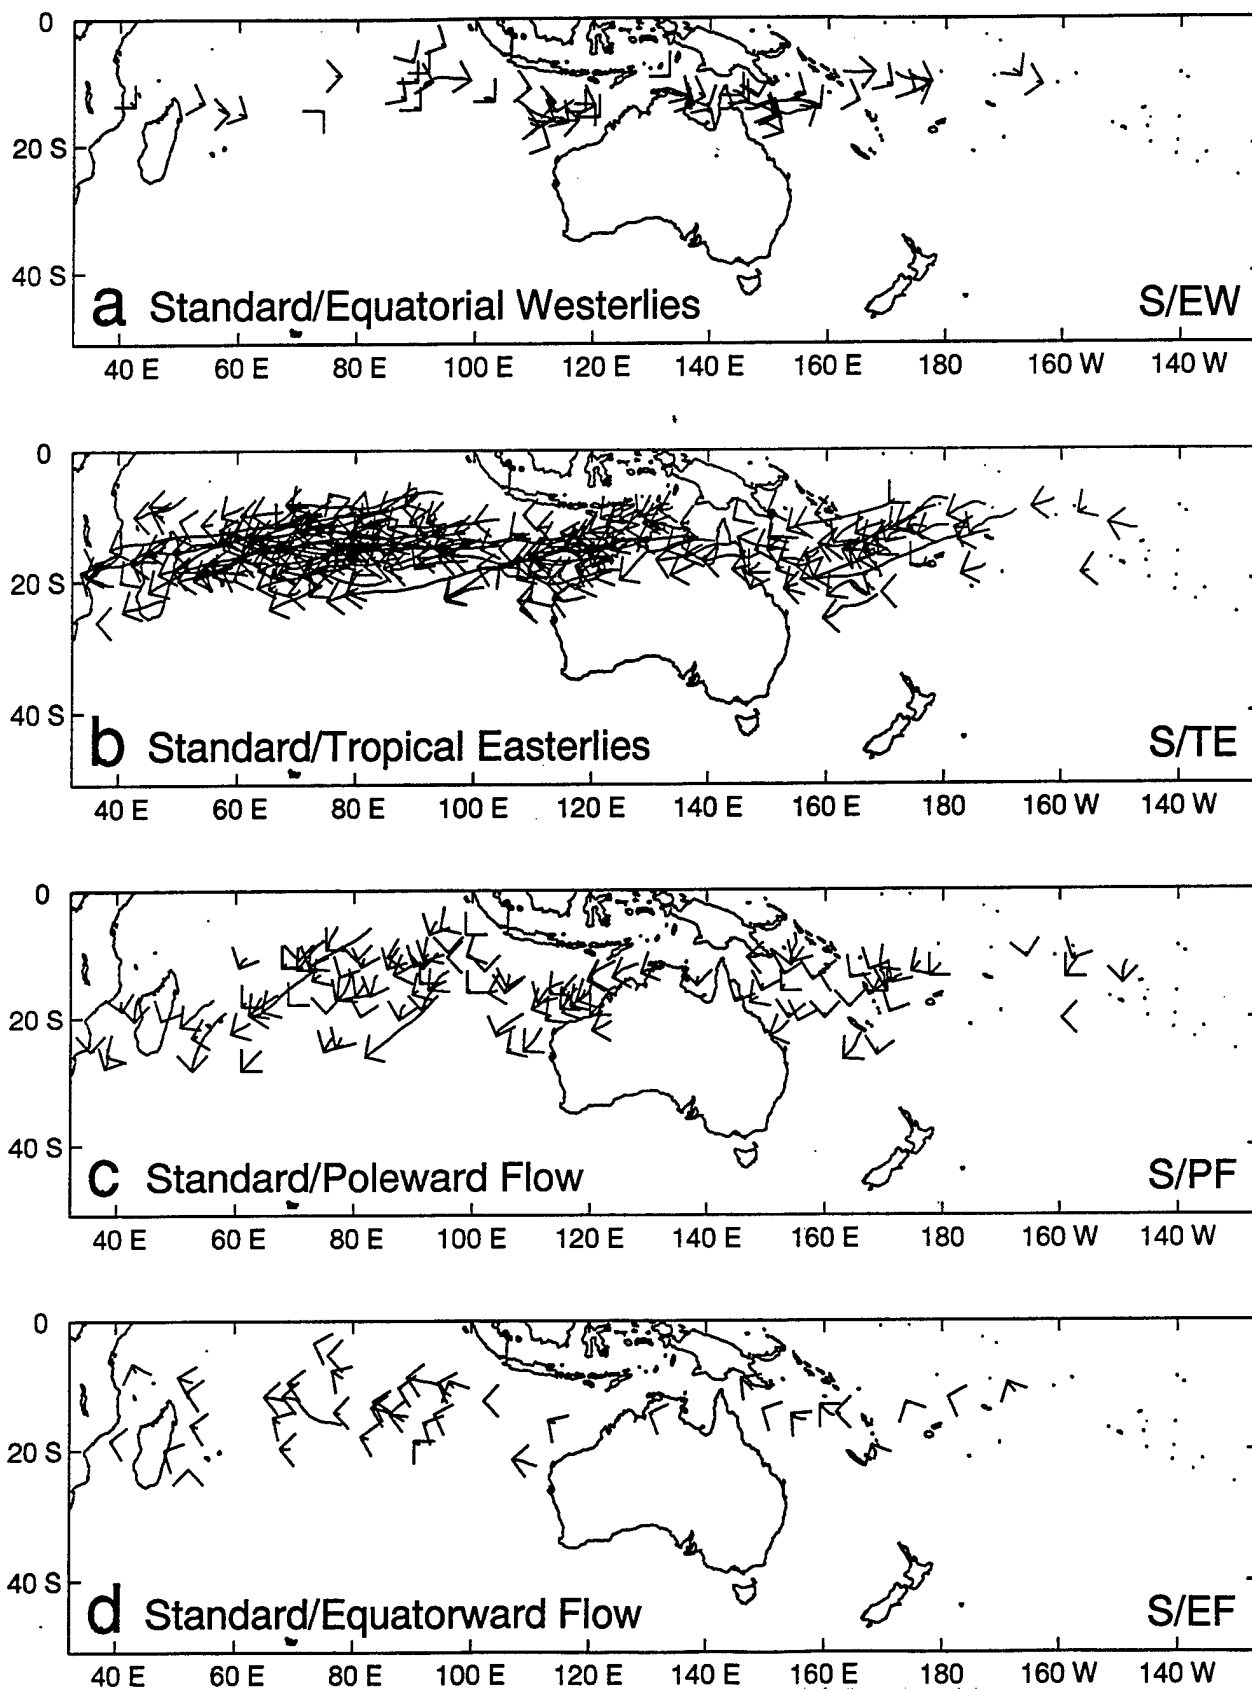 0
20 S
40 S
a Standard/Equatorial Westerlies S/EW
40 E 60 E 80 E 100 E 120 E 140 E 160 E 180 160 W 140 W
0
20 S
40 S
b Standard/Tropical Easterlies S/TE
40 E 60 E 80 E 100 E 120 E 140 E 160 E 180 160 W 140 W
0
20 S
40 S
c Standard/Poleward Flow S/PF
40 E 60 E 80 E 100 E 120 E 140 E 160 E 180 160 W 140 W
0
20 S
40 S
d Standard/Equatorward Flow S/EF
40 E 60 E 80 E 100 E 120 E 140 E 160 E 180 160 W 140 W